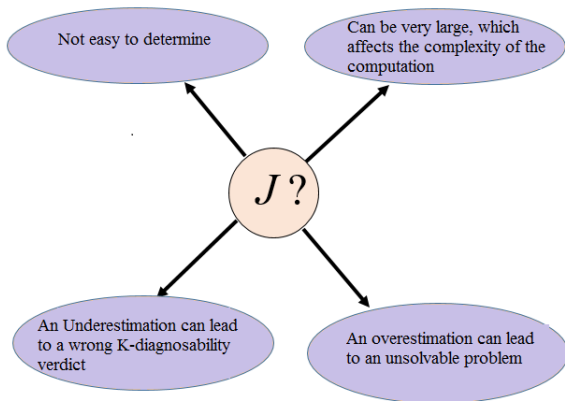 Not easy to determine
Can be very large, which
affects the complexity of the
computation
J ?
An Underestimation can lead
to a wrong K-diagnosability
verdict
An overestimation can lead
to an unsolvable problem